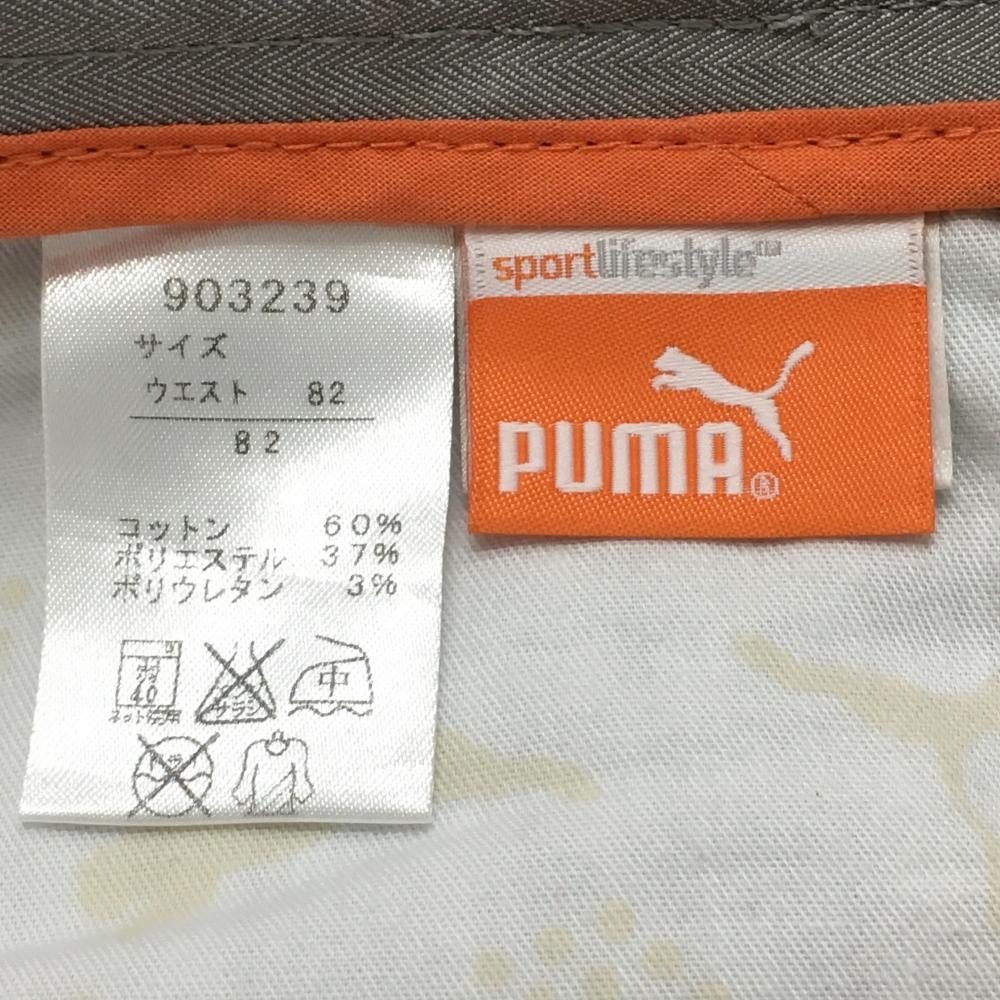 903239
サイズ
ウエスト 82
82
コットン 60%
ポリエステル 37%
ポリウレタン 3%
40
中
ネット使用
sportlifestyle™
PUMA®